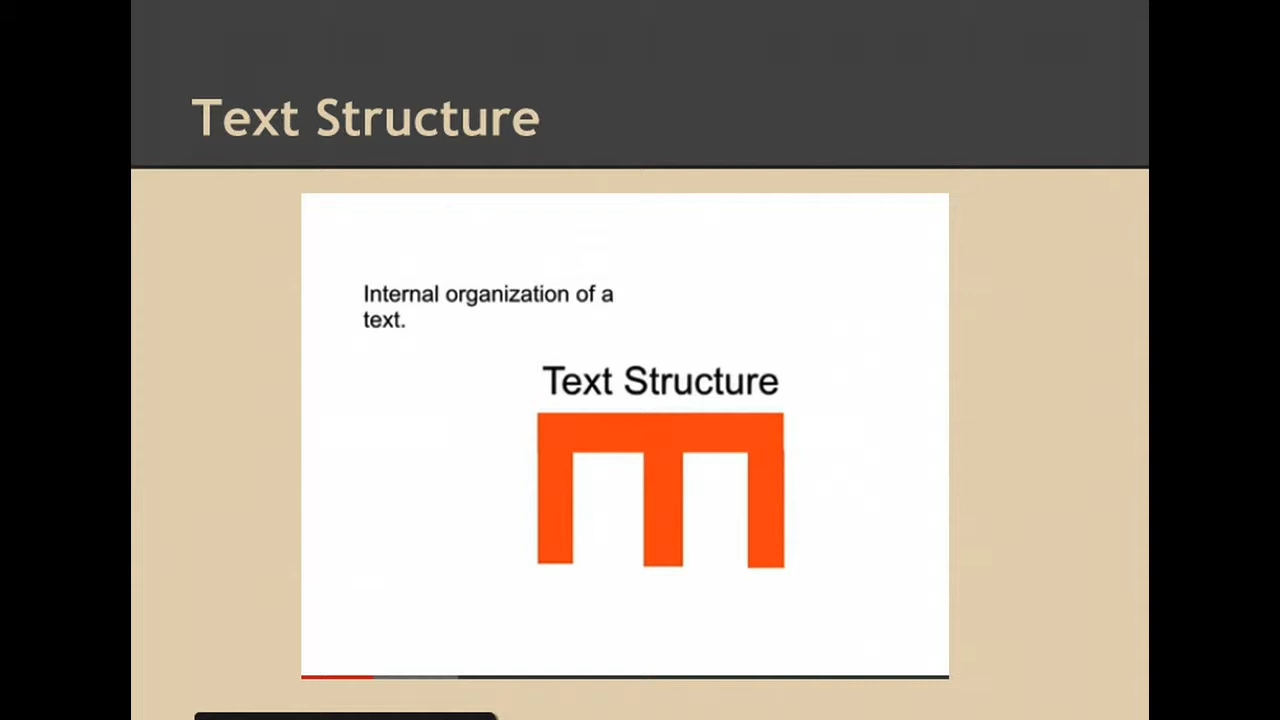 Text Structure
Internal organization of a
text.
Text Structure